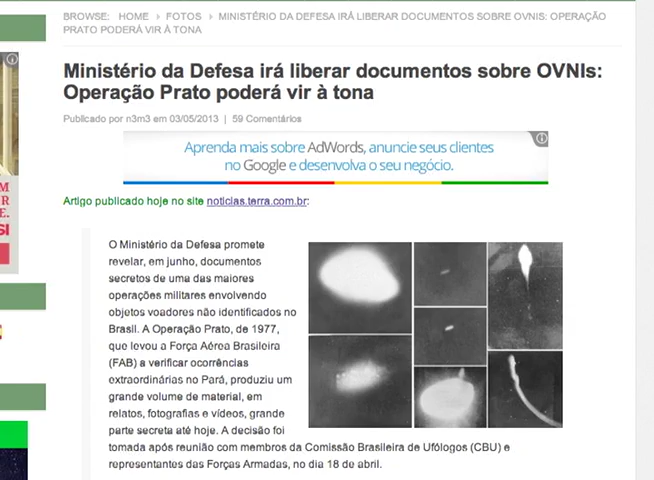 BROWSE: HOME › FOTOS › MINISTÉRIO DA DEFESA IRÁ LIBERAR DOCUMENTOS SOBRE OVNIS: OPERAÇÃO
PRATO PODERÁ VIR À TONA
Ministério da Defesa irá liberar documentos sobre OVNIs:
Operação Prato poderá vir à tona
Publicado por n3m3 em 03/05/2013 | 59 Comentários
Aprenda mais sobre AdWords, anuncie seus clientes
no Google e desenvolva o seu negócio.
Artigo publicado hoje no site noticias.terra.com.br:
M
R
E.
SI
O Ministério da Defesa promete
revelar, em junho, documentos
secretos de uma das maiores
operações militares envolvendo
objetos voadores não identificados no
Brasil. A Operação Prato, de 1977,
que levou a Força Aérea Brasileira
(FAB) a verificar ocorrências
extraordinárias no Pará, produziu um
grande volume de material, em
relatos, fotografias e vídeos, grande
parte secreta até hoje. A decisão foi
tomada após reunião com membros da Comissão Brasileira de Ufólogos (CBU) e
representantes das Forças Armadas, no dia 18 de abril.